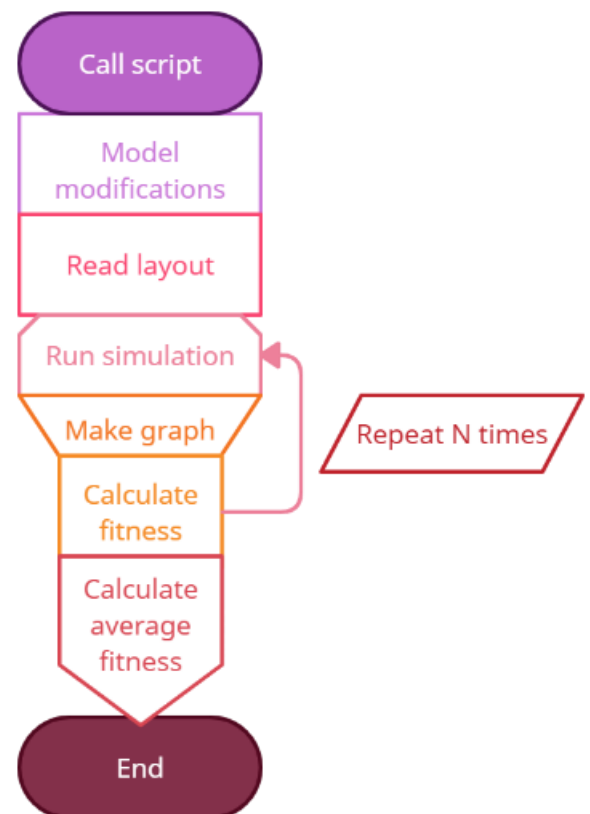 Call script
Model
modifications
Read layout
Run simulation
Make graph
Repeat N times
Calculate
fitness
Calculate
average
fitness
End